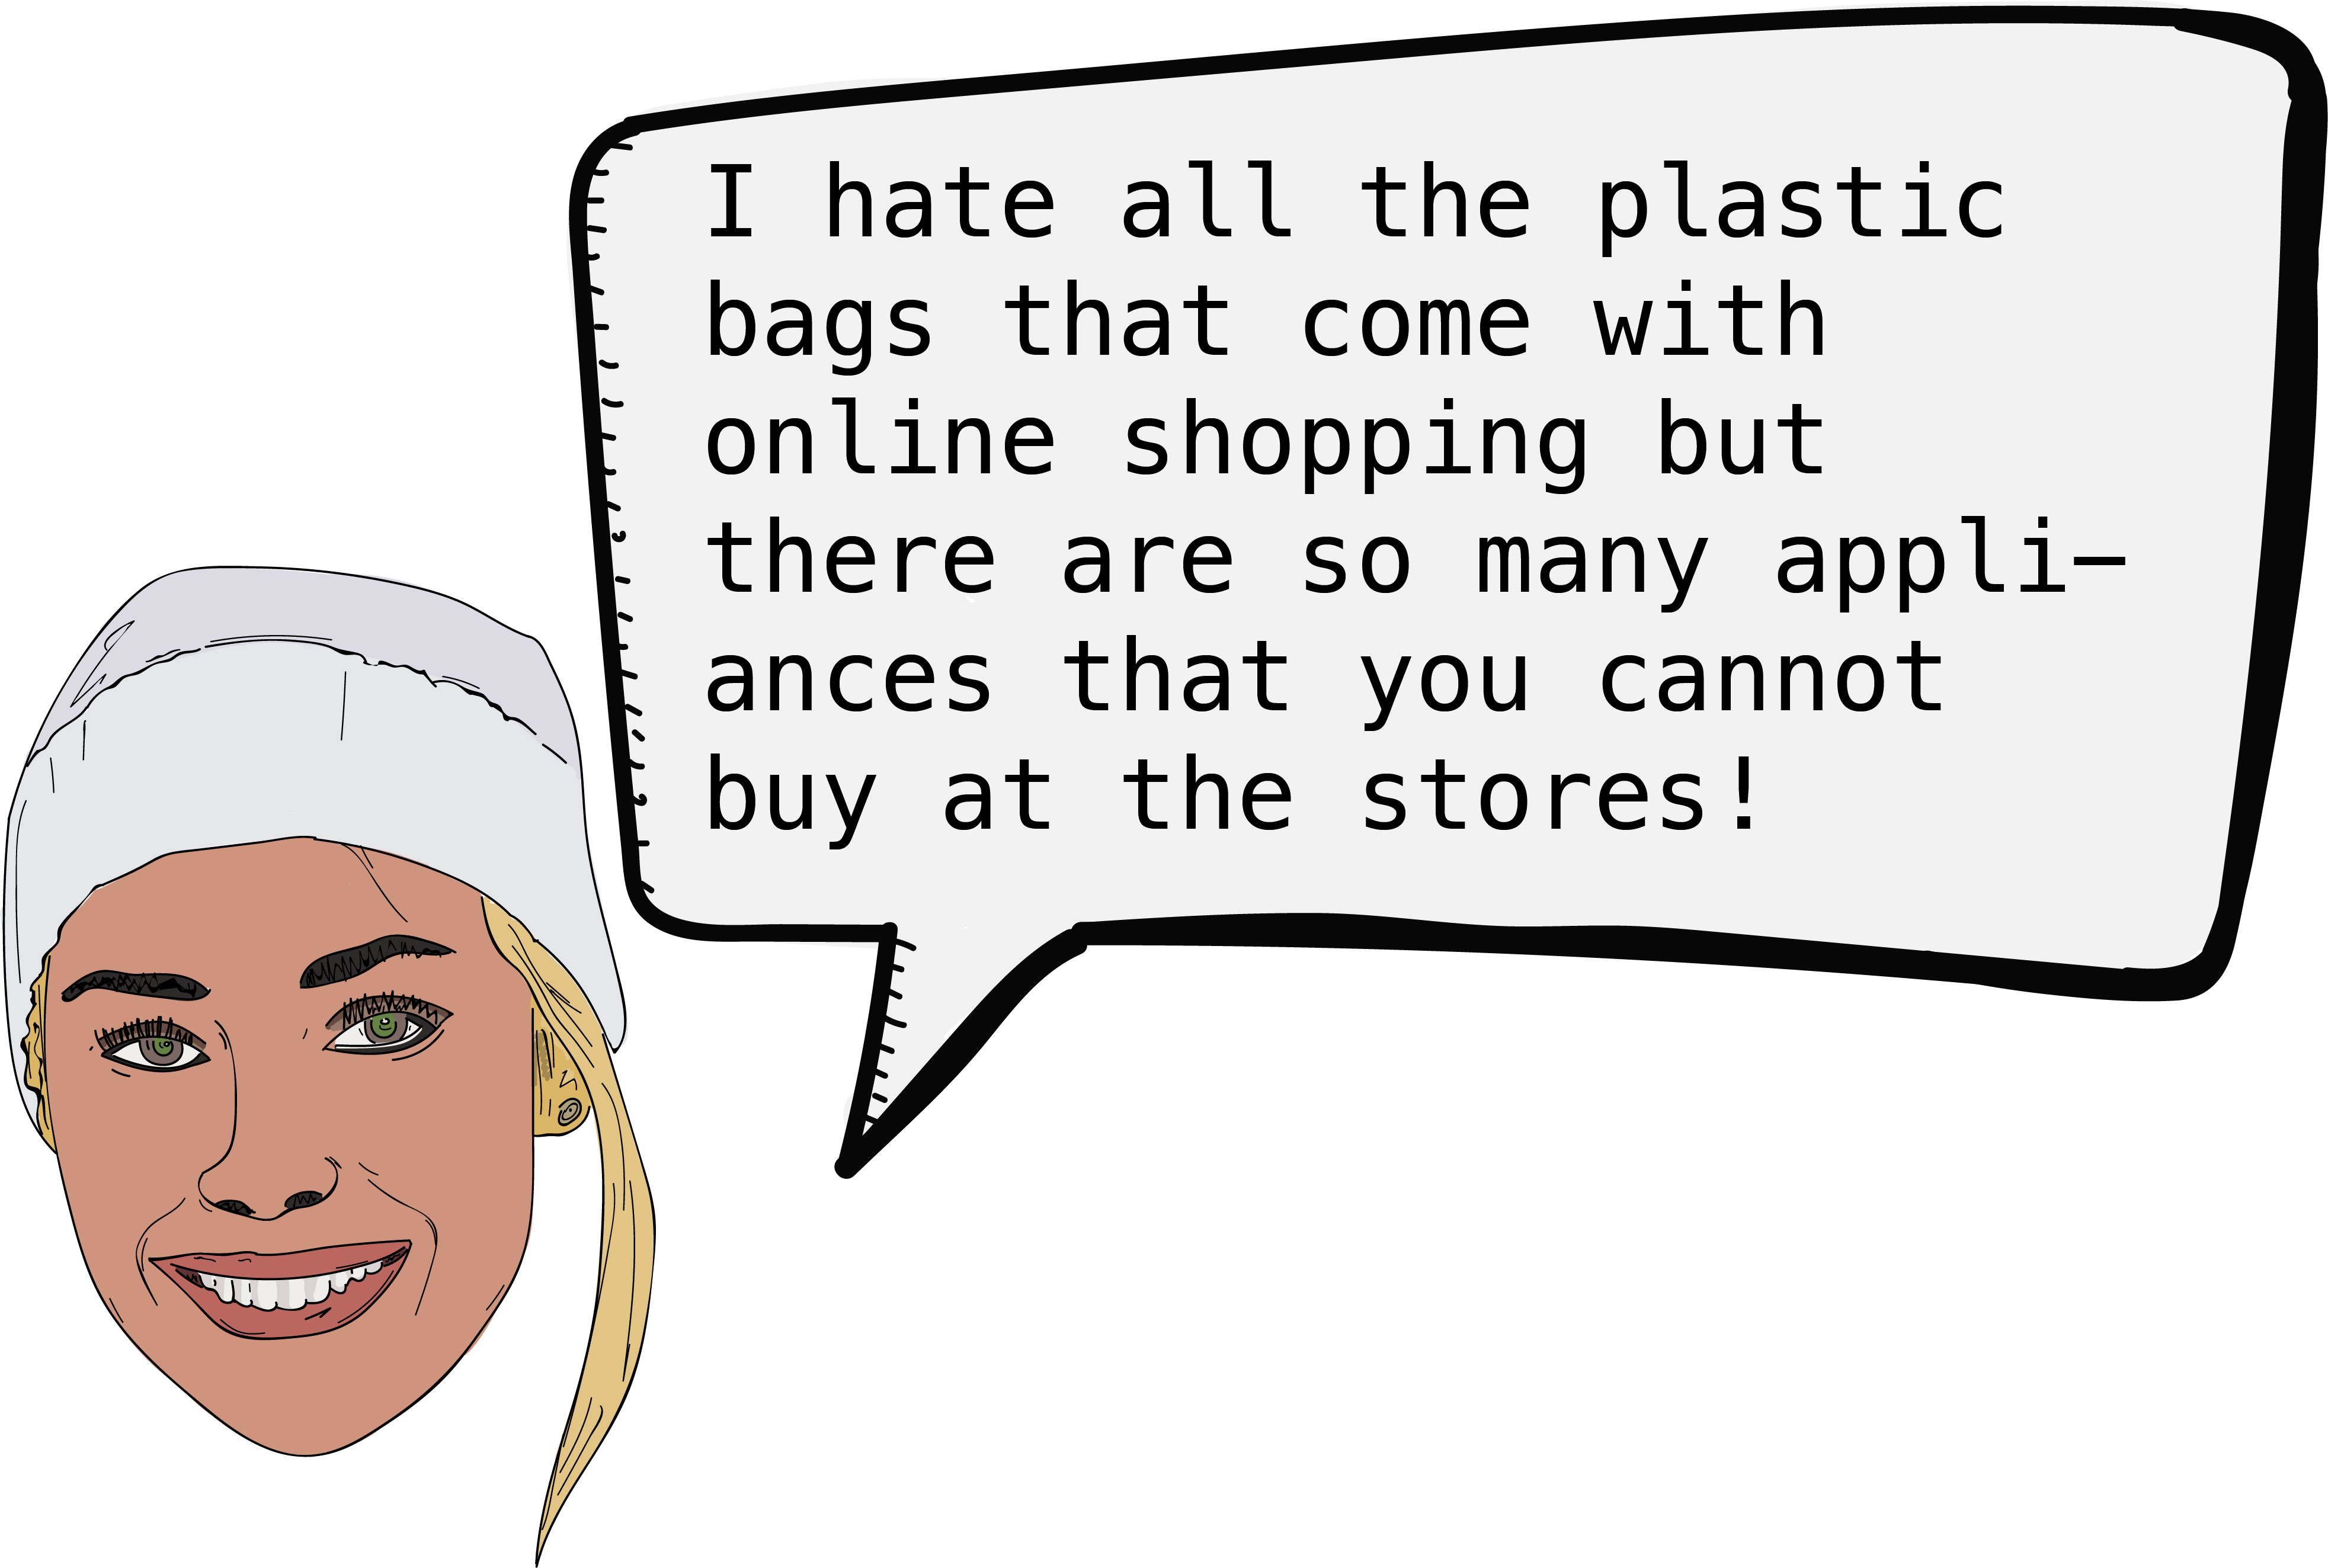 I hate all the plastic
bags that come with
online shopping but
there are so many appli-
ances that you cannot
buy at the stores!